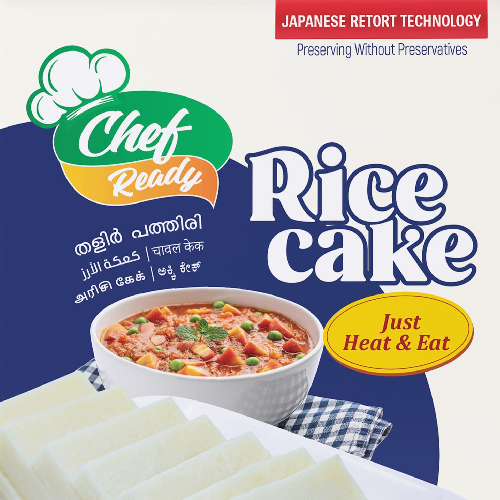 JAPANESE RETORT TECHNOLOGY
Preserving Without Preservatives
Chef
Ready
Rice
cake
തളിർ പത്തിരി
كعكة الأرز | चावल केक
அரிசி கேக் | ಅಕ್ಕಿ ಕೇಕ್
Just
Heat & Eat